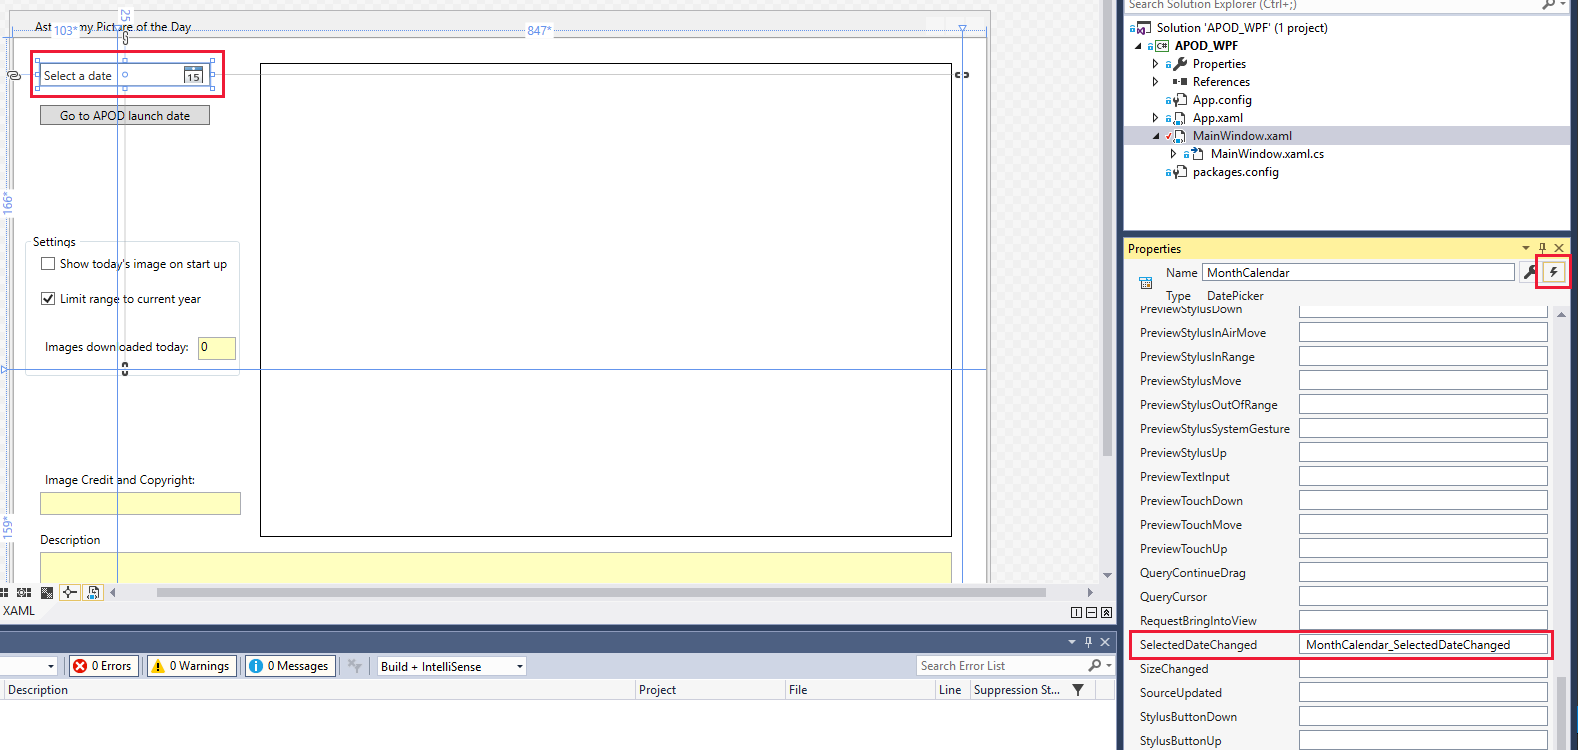 25
Ast my Picture of the Day
103*
847*
Select a date
15
Go to APOD launch date
166*
Settings
Show today's image on start up
Limit range to current year
Images downloaded today:
0
Image Credit and Copyright:
159*
Description
XAML
0 Errors
0 Warnings
0 Messages
Build + IntelliSense
Search Error List
Description
Project
File
Line
Suppression St...
Search Solution Explorer (Ctrl+;)
Solution 'APOD_WPF' (1 project)
C#
APOD_WPF
Properties
References
App.config
App.xaml
MainWindow.xaml
MainWindow.xaml.cs
packages.config
Properties
Name
MonthCalendar
Type
DatePicker
PreviewStylusDown
PreviewStylusInAirMove
PreviewStylusInRange
PreviewStylusMove
PreviewStylusOutOfRange
PreviewStylusSystemGesture
PreviewStylusUp
PreviewTextInput
PreviewTouchDown
PreviewTouchMove
PreviewTouchUp
QueryContinueDrag
QueryCursor
RequestBringIntoView
SelectedDateChanged
MonthCalendar_SelectedDateChanged
SizeChanged
SourceUpdated
StylusButtonDown
StylusButtonUp